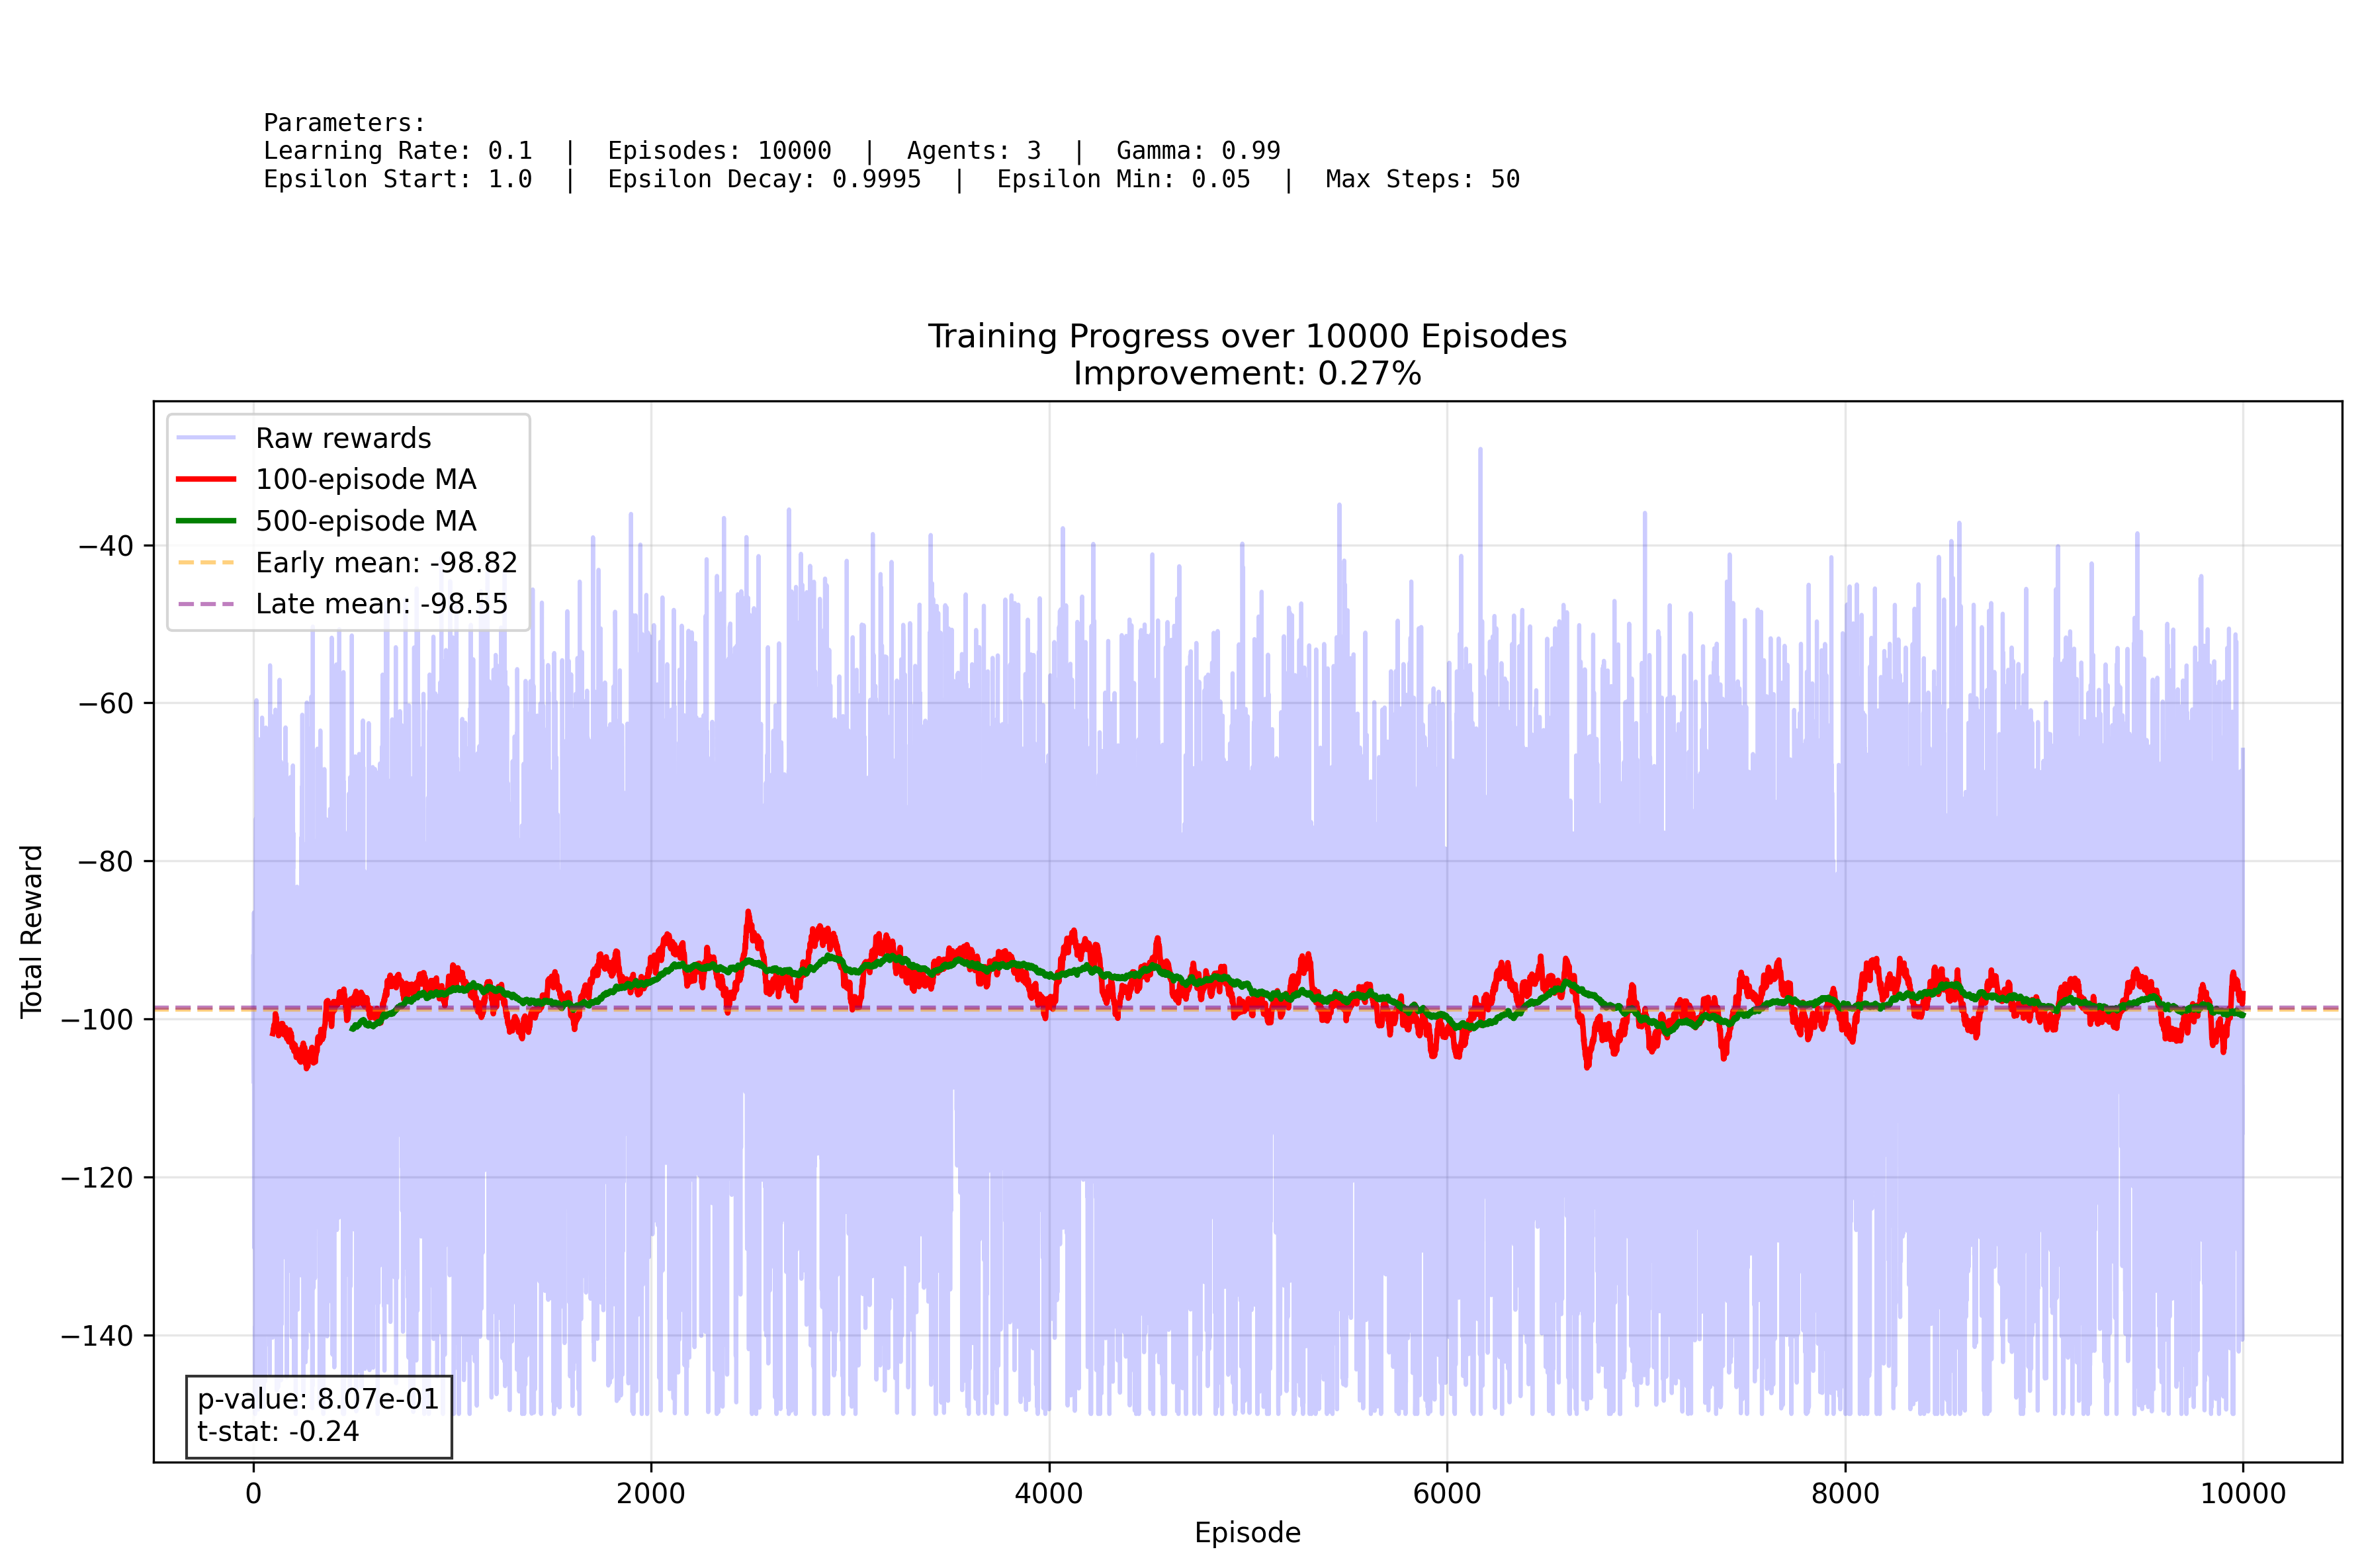 Parameters:
Learning Rate: 0.1  |  Episodes: 10000  |  Agents: 3  |  Gamma: 0.99
Epsilon Start: 1.0  |  Epsilon Decay: 0.9995  |  Epsilon Min: 0.05  |  Max Steps: 50
Training Progress over 10000 Episodes
Improvement: 0.27%
Raw rewards
100-episode MA
500-episode MA
Early mean: -98.82
Late mean: -98.55
−40
−60
−80
−100
−120
−140
Total Reward
p-value: 8.07e-01
t-stat: -0.24
0
2000
4000
6000
8000
10000
Episode